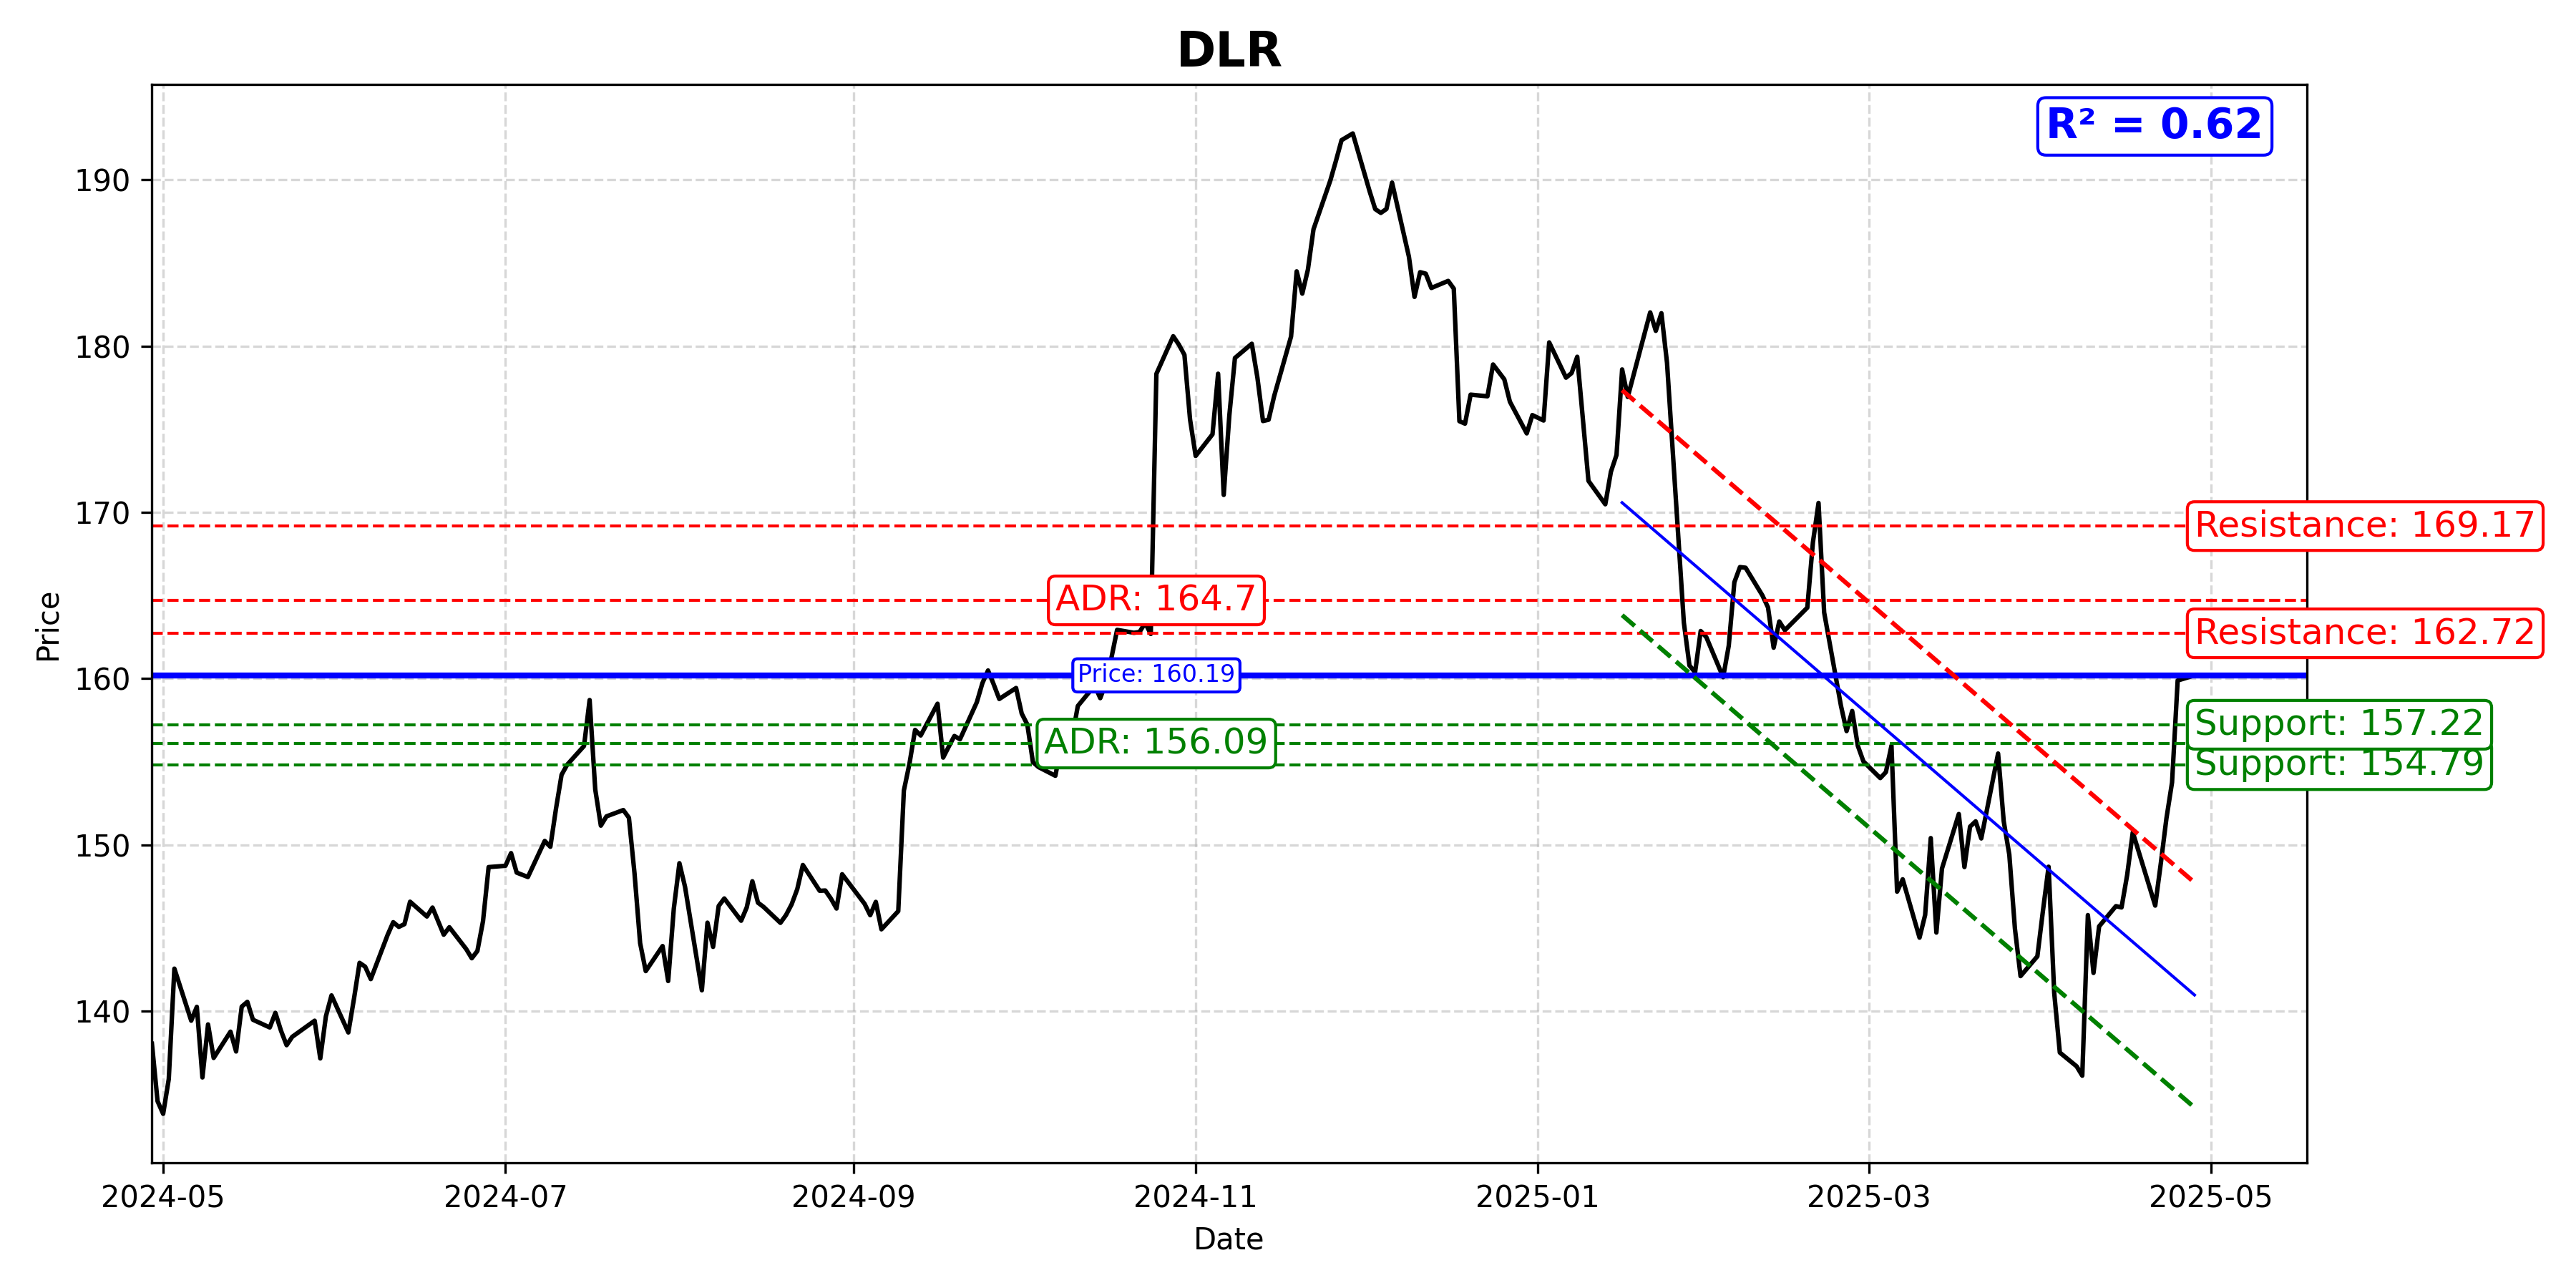 DLR
R² = 0.62
190
180
170
160
150
140
Price
Resistance: 169.17
ADR: 164.7
Resistance: 162.72
Price: 160.19
Support: 157.22
ADR: 156.09
Support: 154.79
2024-05
2024-07
2024-09
2024-11
2025-01
2025-03
2025-05
Date